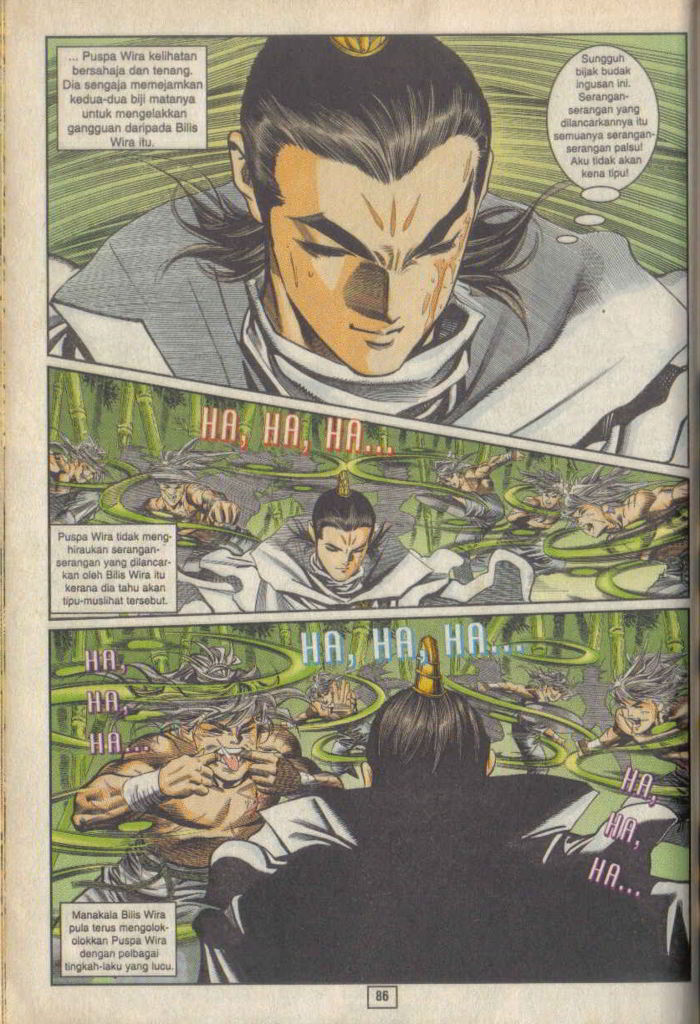 ... Puspa Wira kelihatan
bersahaja dan tenang.
Dia sengaja memejamkan
kedua-dua biji matanya
untuk mengelakkan
gangguan daripada Bilis
Wira itu.
Sungguh
bijak budak
ingusan ini.
Serangan-
serangan yang
dilancarkannya itu
semuanya serangan-
serangan palsu!
Aku tidak akan
kena tipu!
HA, HA, HA...
Puspa Wira tidak meng-
hiraukan serangan-
serangan yang dilancar-
kan oleh Bilis Wira itu
kerana dia tahu akan
tipu-muslihat tersebut.
HA, HA, HA...
HA,
HA,
HA...
HA,
HA,
HA...
Manakala Bilis Wira
pula terus mengolok-
olokkan Puspa Wira
dengan pelbagai
tingkah-laku yang lucu.
86